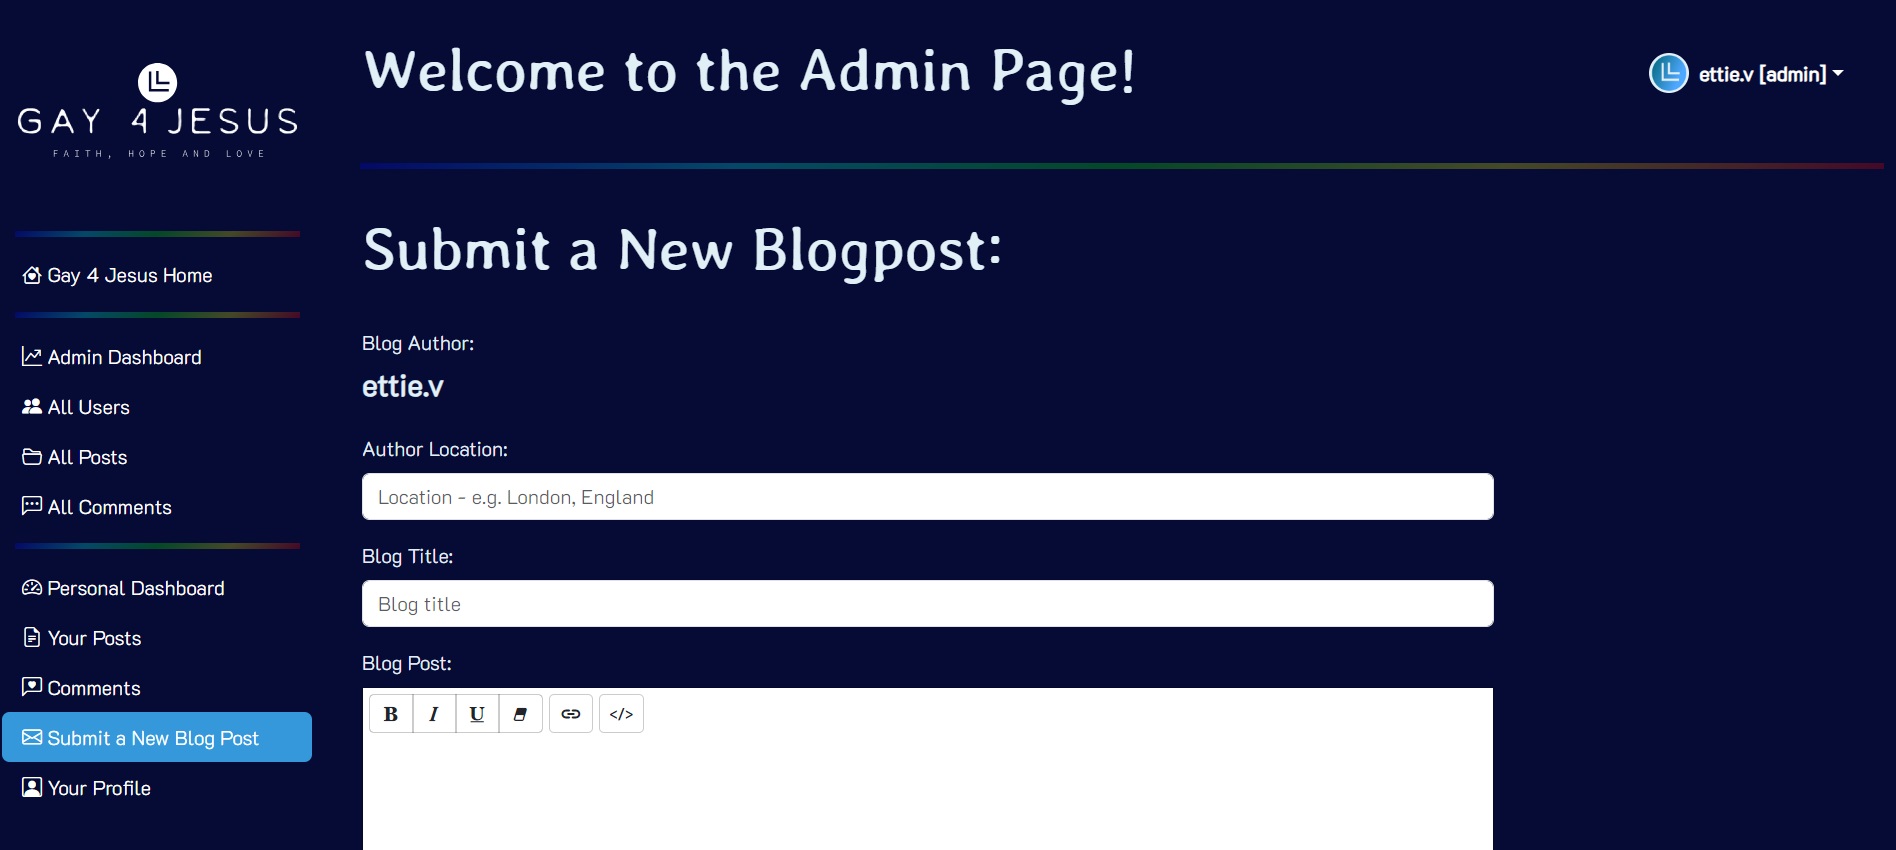 GAY 4 JESUS
FAITH, HOPE AND LOVE
Gay 4 Jesus Home
Admin Dashboard
All Users
All Posts
All Comments
Personal Dashboard
Your Posts
Comments
Submit a New Blog Post
Your Profile
Welcome to the Admin Page!
ettie.v [admin]
Submit a New Blogpost:
Blog Author:
ettie.v
Author Location:
Location - e.g. London, England
Blog Title:
Blog title
Blog Post:
B I U </>